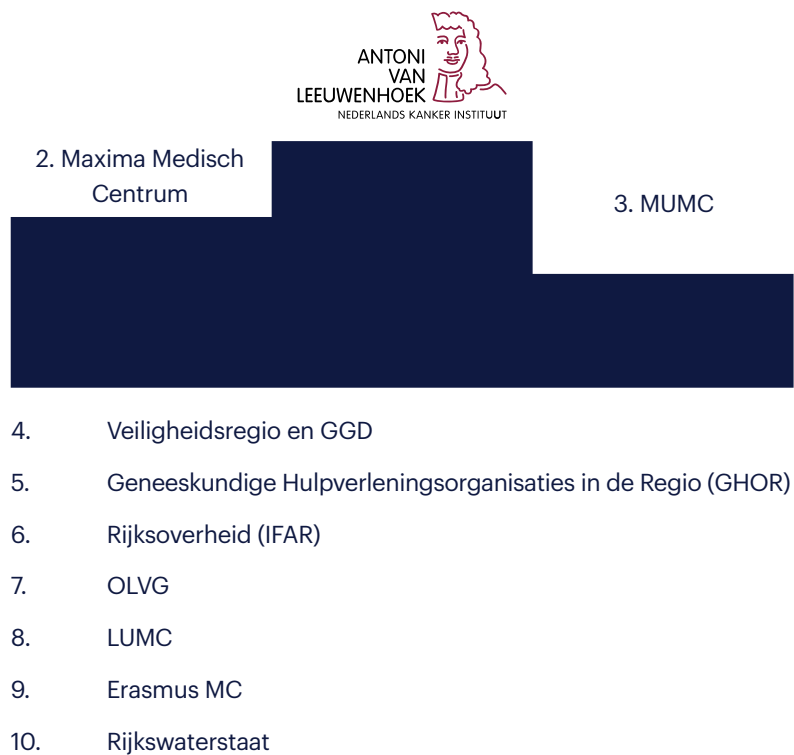 ANTONI
VAN
LEEUWENHOEK
NEDERLANDS KANKER INSTITUUT
2. Maxima Medisch
Centrum
3. MUMC
4. Veiligheidsregio en GGD
5. Geneeskundige Hulpverleningsorganisaties in de Regio (GHOR)
6. Rijksoverheid (IFAR)
7. OLVG
8. LUMC
9. Erasmus MC
10. Rijkswaterstaat